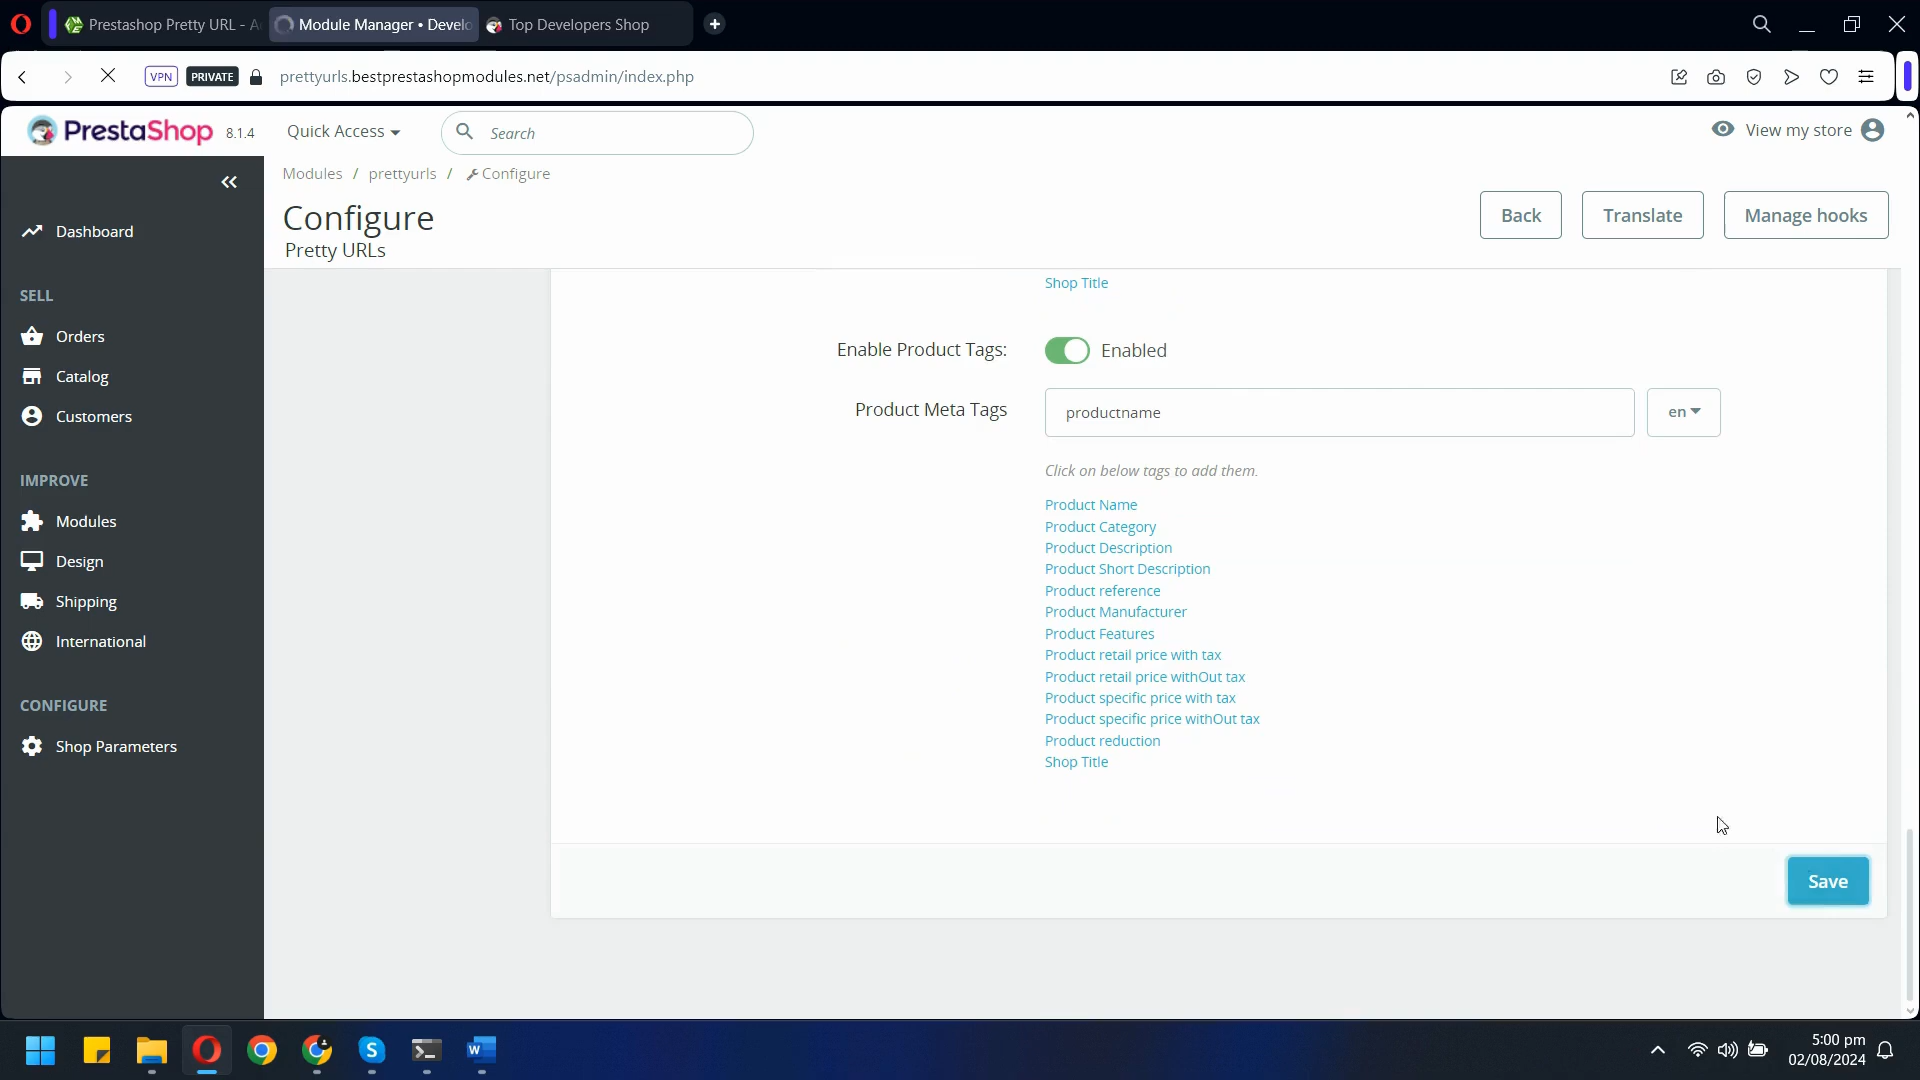 Prestashop Pretty URL - A
Module Manager • Develo
Top Developers Shop
VPN
PRIVATE
prettyurls.bestprestashopmodules.net/psadmin/index.php
PrestaShop 8.1.4
Quick Access
Search
View my store
Modules / prettyurls / Configure
Configure
Pretty URLs
Back
Translate
Manage hooks
Dashboard
SELL
Orders
Catalog
Customers
IMPROVE
Modules
Design
Shipping
International
CONFIGURE
Shop Parameters
Shop Title
Enable Product Tags:
Enabled
Product Meta Tags
productname
en
Click on below tags to add them.
Product Name
Product Category
Product Description
Product Short Description
Product reference
Product Manufacturer
Product Features
Product retail price with tax
Product retail price withOut tax
Product specific price with tax
Product specific price withOut tax
Product reduction
Shop Title
Save
5:00 pm
02/08/2024